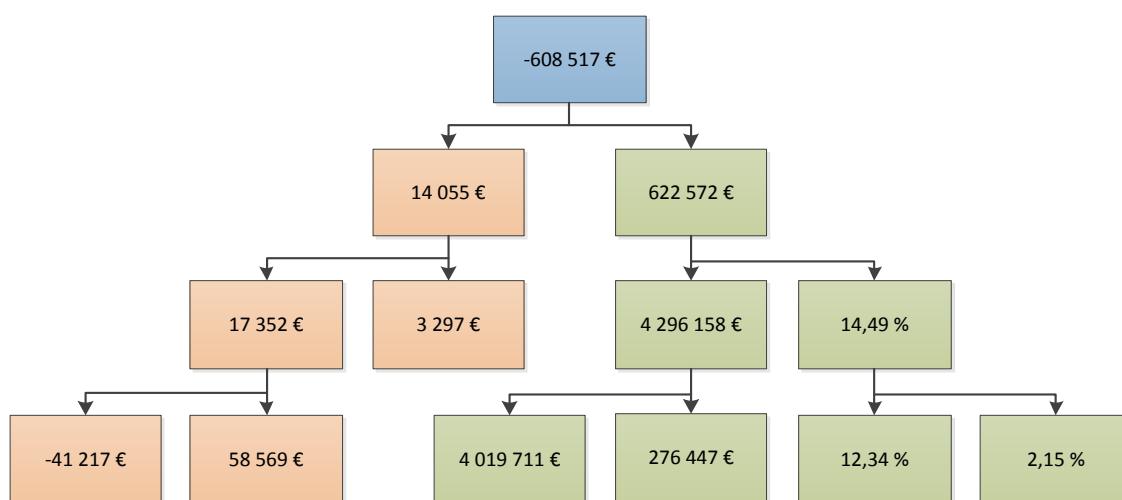 -608 517 €
14 055 €
622 572 €
17 352 €
3 297 €
4 296 158 €
14,49 %
-41 217 €
58 569 €
4 019 711 €
276 447 €
12,34 %
2,15 %